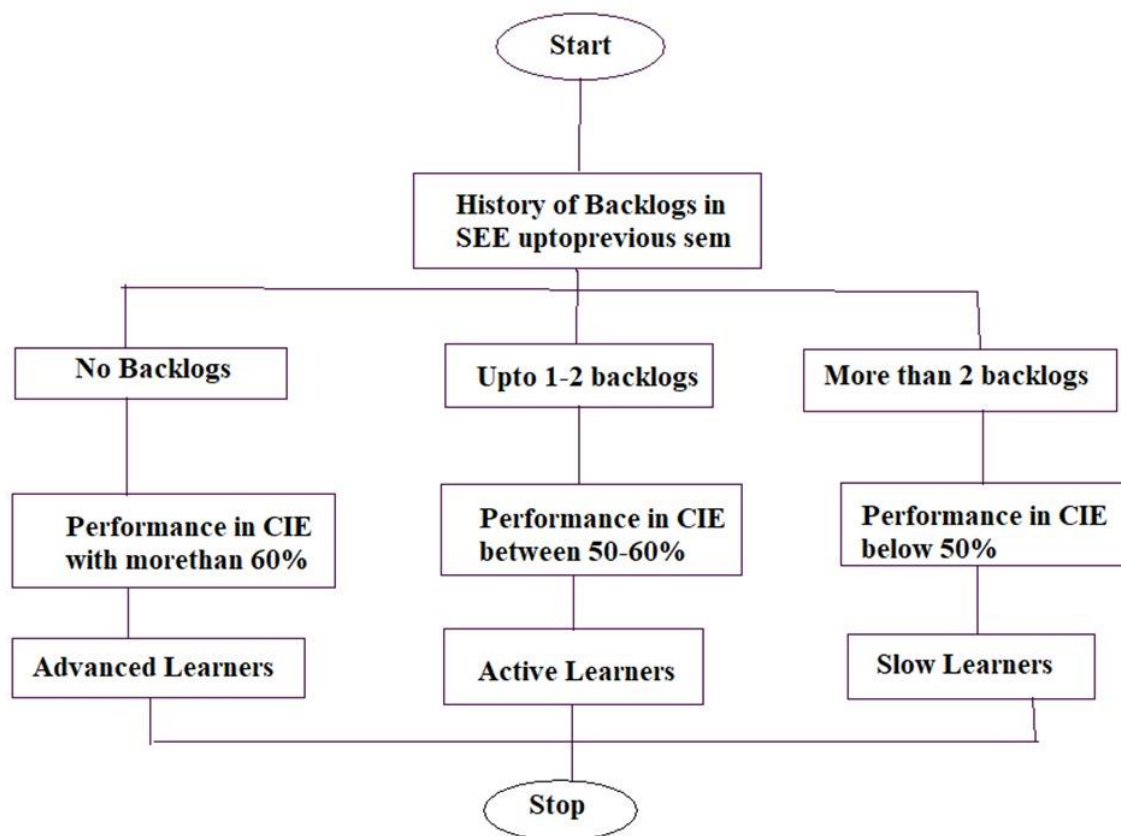 Start
History of Backlogs in
SEE uptoprevious sem
No Backlogs
Upto 1-2 backlogs
More than 2 backlogs
Performance in CIE
with morethan 60%
Performance in CIE
between 50-60%
Performance in CIE
below 50%
Advanced Learners
Active Learners
Slow Learners
Stop